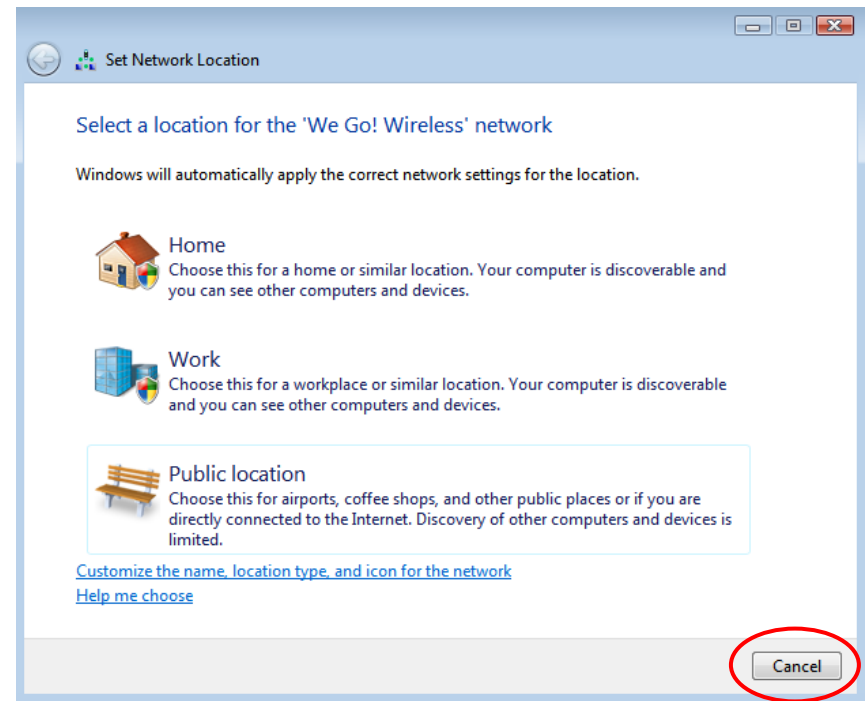 Set Network Location
Select a location for the 'We Go! Wireless' network
Windows will automatically apply the correct network settings for the location.
Home
Choose this for a home or similar location. Your computer is discoverable and
you can see other computers and devices.
Work
Choose this for a workplace or similar location. Your computer is discoverable
and you can see other computers and devices.
Public location
Choose this for airports, coffee shops, and other public places or if you are
directly connected to the Internet. Discovery of other computers and devices is
limited.
Customize the name, location type, and icon for the network
Help me choose
Cancel